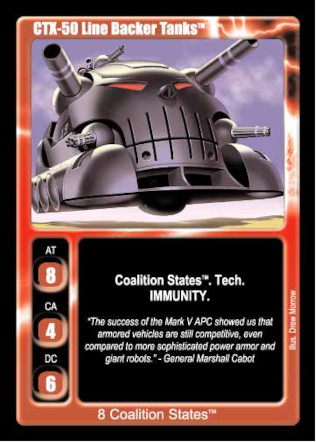 CTX-50 Line Backer Tanks™
AT
8
CA
4
DC
6
Coalition States™. Tech.
IMMUNITY.
"The success of the Mark V APC showed us that
armored vehicles are still competitive, even
compared to more sophisticated power armor and
giant robots." - General Marshall Cabot
Illus. Drew Morrow
8 Coalition States™